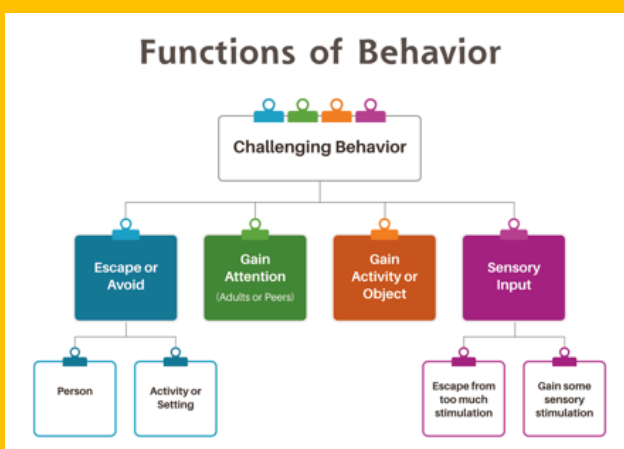 Functions of Behavior
Challenging Behavior
Escape or
Avoid
Gain
Attention
(Adults or Peers)
Gain
Activity or
Object
Sensory
Input
Person
Activity or
Setting
Escape from
too much
stimulation
Gain some
sensory
stimulation